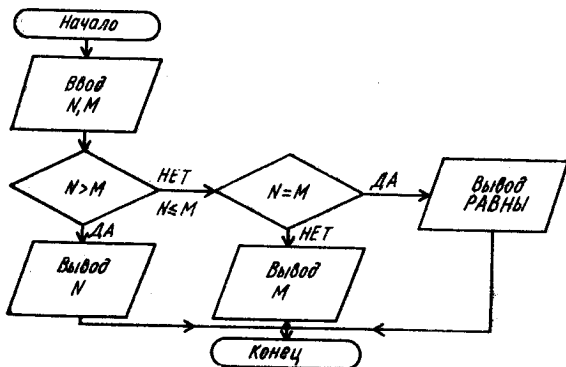 Начало
Ввод
N, M
N > M
НЕТ
N ≤ M
N = M
ДА
Вывод
РАВНЫ
ДА
НЕТ
Вывод
N
Вывод
M
Конец